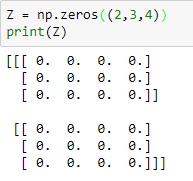 Z = np.zeros((2,3,4))
print(Z)
[[[ 0.  0.  0.  0.]
  [ 0.  0.  0.  0.]
  [ 0.  0.  0.  0.]]
 [[ 0.  0.  0.  0.]
  [ 0.  0.  0.  0.]
  [ 0.  0.  0.  0.]]]